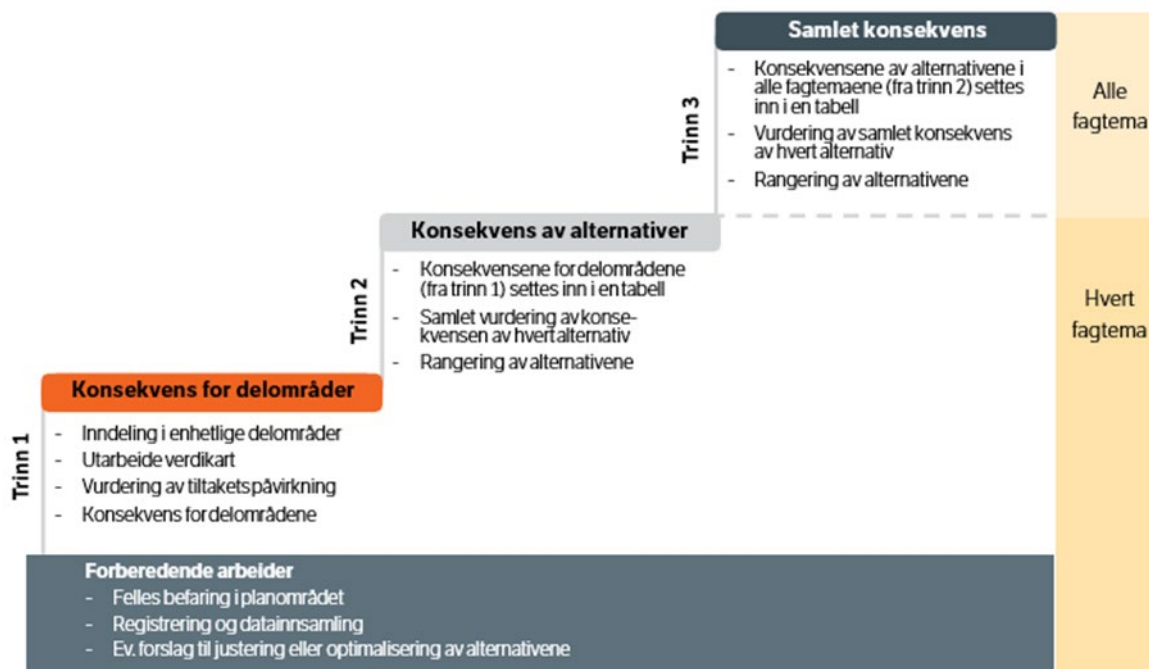 Samlet konsekvens
- Konsekvensene av alternativene i
alle fagtemaene (fra trinn 2) settes
inn i en tabell
- Vurdering av samlet konsekvens
av hvert alternativ
- Rangering av alternativene
Trinn 3
Alle
fagtema
Konsekvens av alternativer
- Konsekvensene for delområdene
(fra trinn 1) settes inn i en tabell
- Samlet vurdering av konse-
kvensen av hvert alternativ
- Rangering av alternativene
Trinn 2
Hvert
fagtema
Konsekvens for delområder
- Inndeling i enhetlige delområder
- Utarbeide verdikart
- Vurdering av tiltakets påvirkning
- Konsekvens for delområdene
Trinn 1
Forberedende arbeider
- Felles befaring i planområdet
- Registrering og datainnsamling
- Ev. forslag til justering eller optimalisering av alternativene